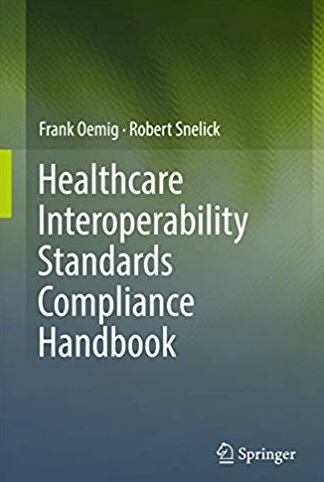 Frank Oemig · Robert Snelick
Healthcare
Interoperability
Standards
Compliance
Handbook
Springer